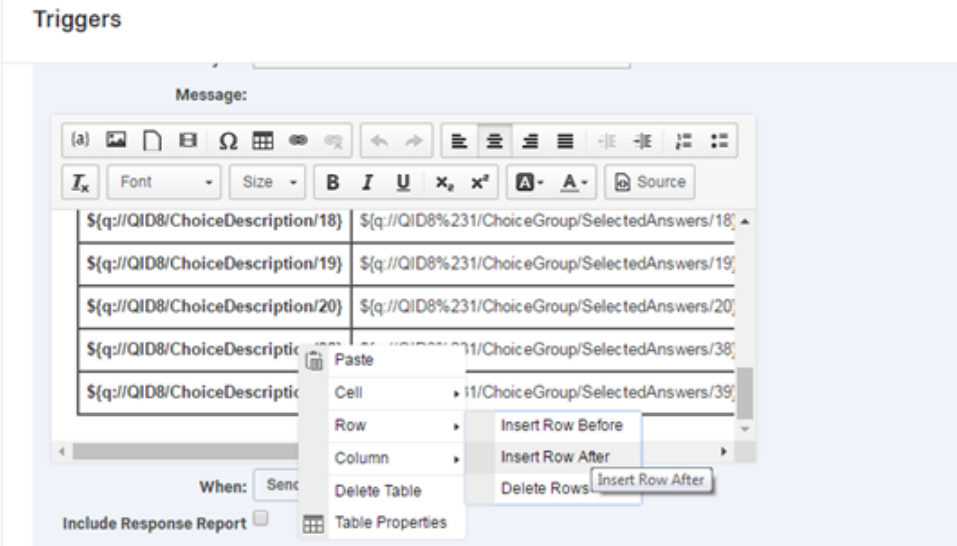 Triggers
Message:
{a}
Font
Size
B I U x₂ x² A A Source
${q://QID8/ChoiceDescription/18} ${q://QID8%231/ChoiceGroup/SelectedAnswers/18}
${q://QID8/ChoiceDescription/19} ${q://QID8%231/ChoiceGroup/SelectedAnswers/19}
${q://QID8/ChoiceDescription/20} ${q://QID8%231/ChoiceGroup/SelectedAnswers/20}
${q://QID8/ChoiceDescriptio 1/ChoiceGroup/SelectedAnswers/38}
${q://QID8/ChoiceDescriptio 1/ChoiceGroup/SelectedAnswers/39}
Paste
Cell
Row
Column
Delete Table
Table Properties
Insert Row Before
Insert Row After
Delete Rows
Insert Row After
When: Send
Include Response Report